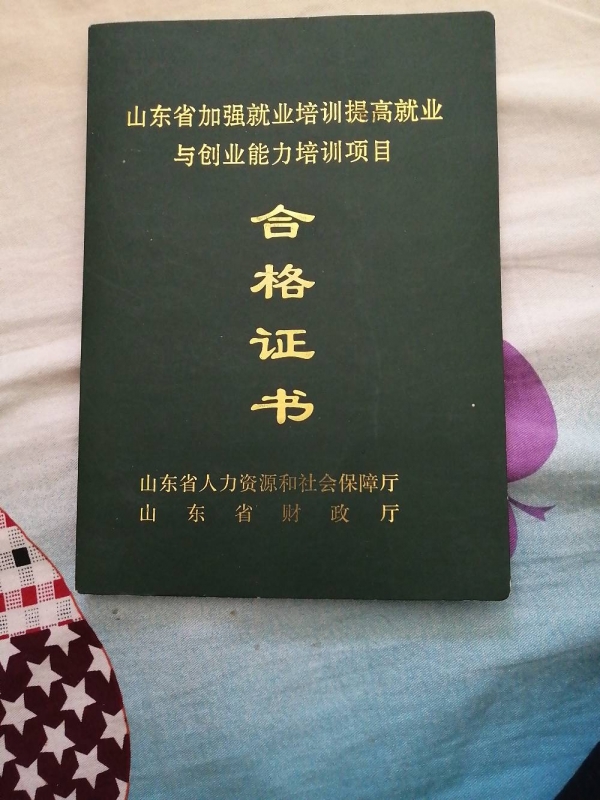 山东省加强就业培训提高就业
与创业能力培训项目
合
格
证
书
山东省人力资源和社会保障厅
山东省财政厅